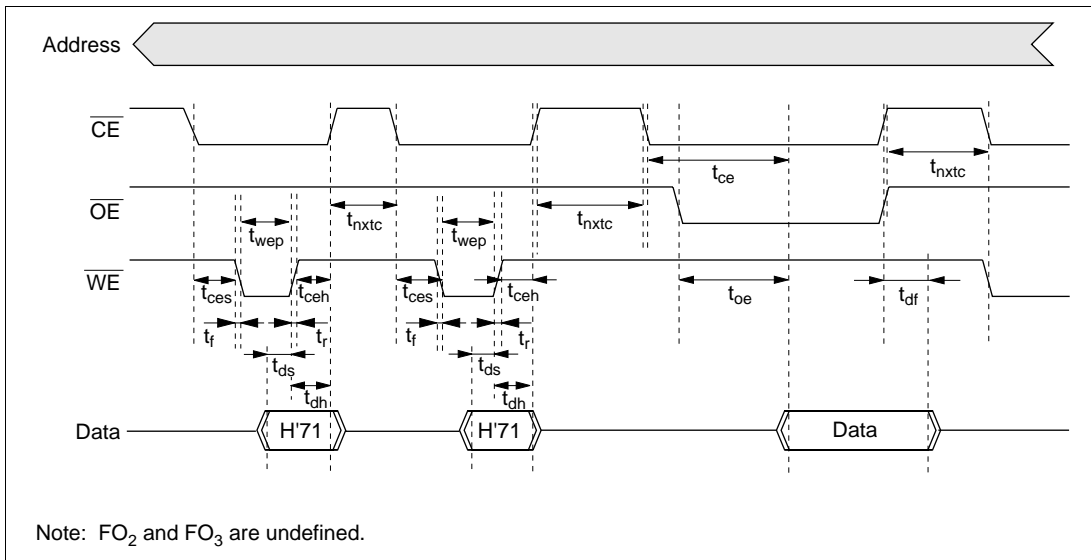 Address
CE
t_ce
t_nxtc
OE
t_wep
t_nxtc
t_wep
t_nxtc
WE
t_ces
t_ceh
t_ces
t_ceh
t_oe
t_df
t_f
t_r
t_f
t_r
t_ds
t_ds
t_dh
t_dh
Data
H'71
H'71
Data
Note: FO2 and FO3 are undefined.